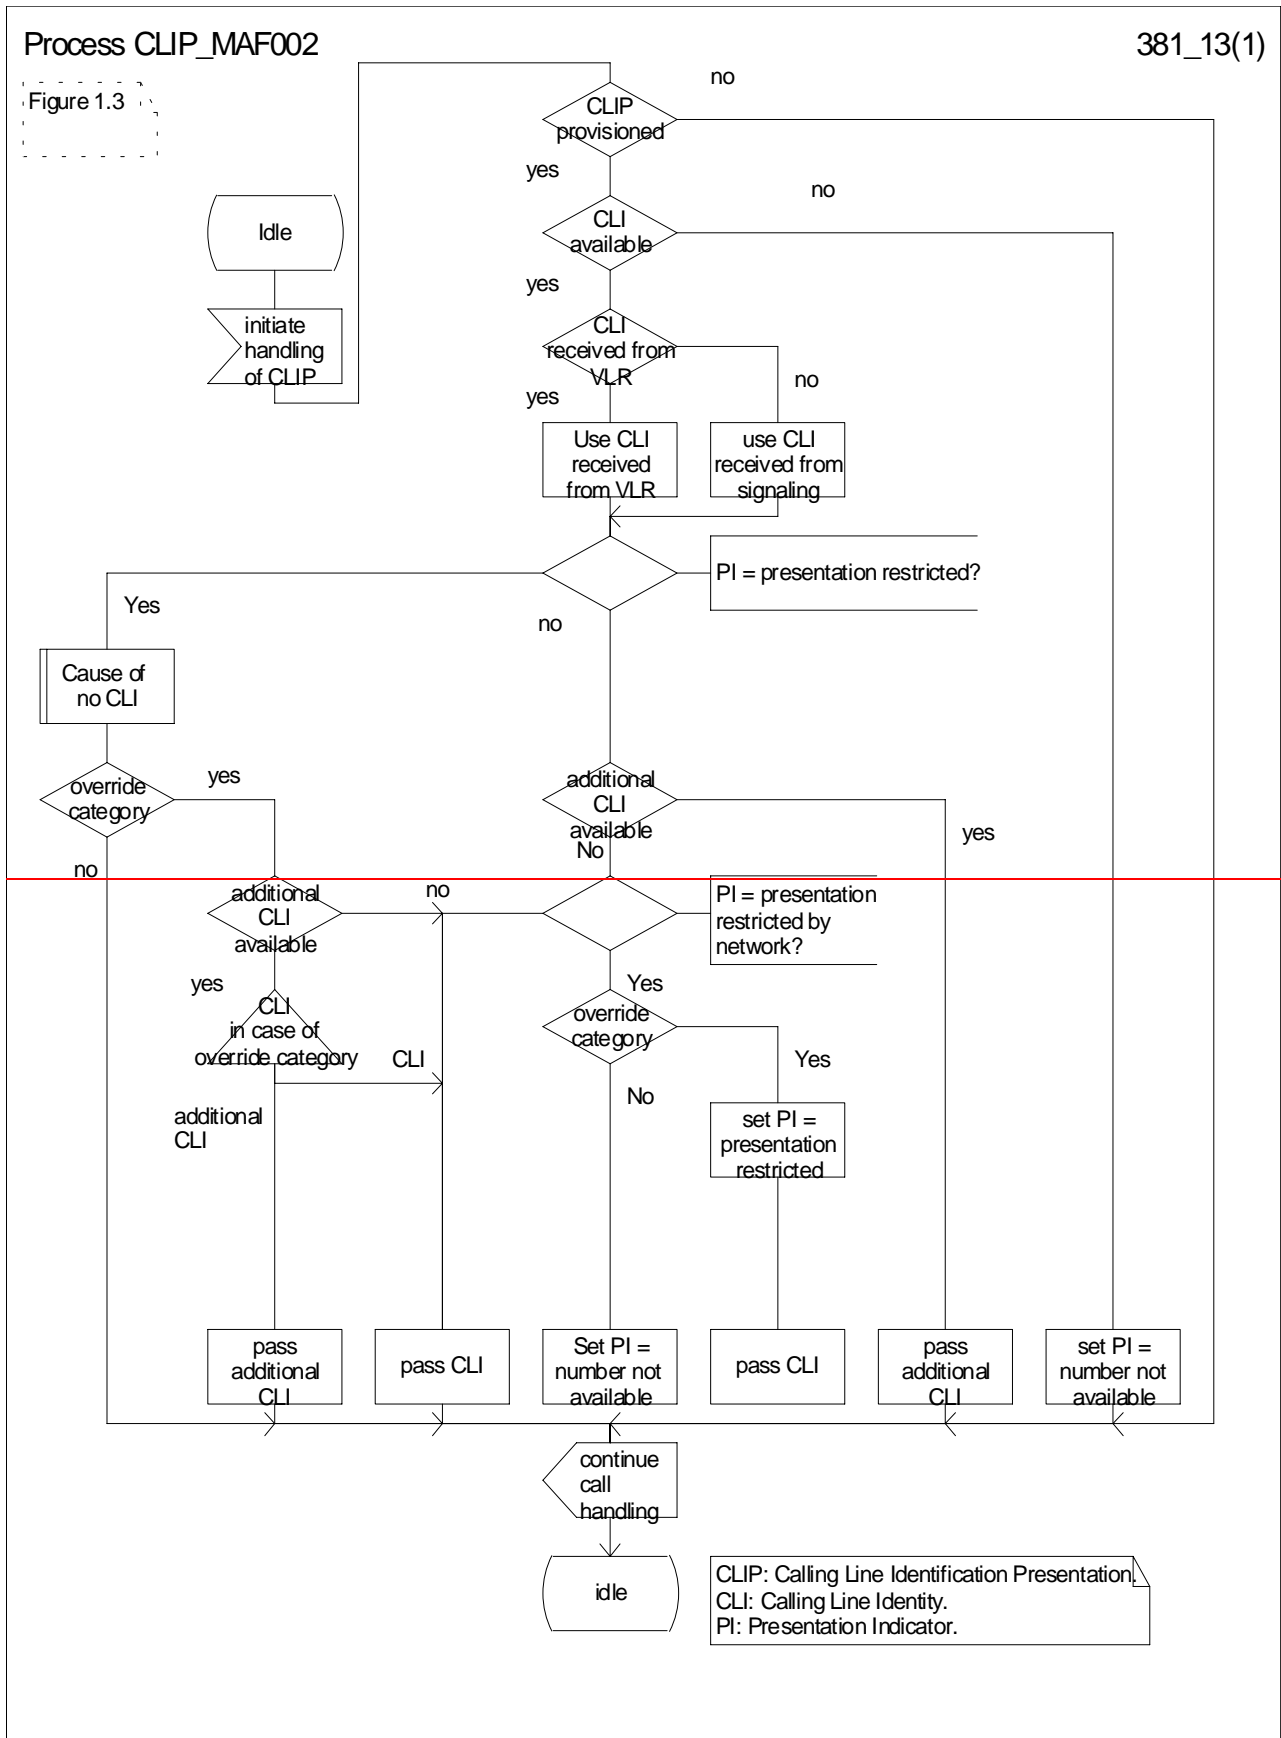 Process CLIP_MAF002
381_13(1)
Figure 1.3
no
CLIP
provisioned
yes
no
Idle
CLI
available
yes
initiate
handling
of CLIP
CLI
received from
VLR
no
yes
Use CLI
received
from VLR
use CLI
received from
signaling
PI = presentation restricted?
Yes
no
Cause of
no CLI
override
category
yes
no
additional
CLI
available
yes
No
additional
CLI
available
no
yes
PI = presentation
restricted by
network?
Yes
CLI
in case of
override category
CLI
additional
CLI
override
category
Yes
No
set PI =
presentation
restricted
pass
additional
CLI
pass CLI
Set PI =
number not
available
pass CLI
pass
additional
CLI
set PI =
number not
available
continue
call
handling
idle
CLIP: Calling Line Identification Presentation.
CLI: Calling Line Identity.
PI: Presentation Indicator.